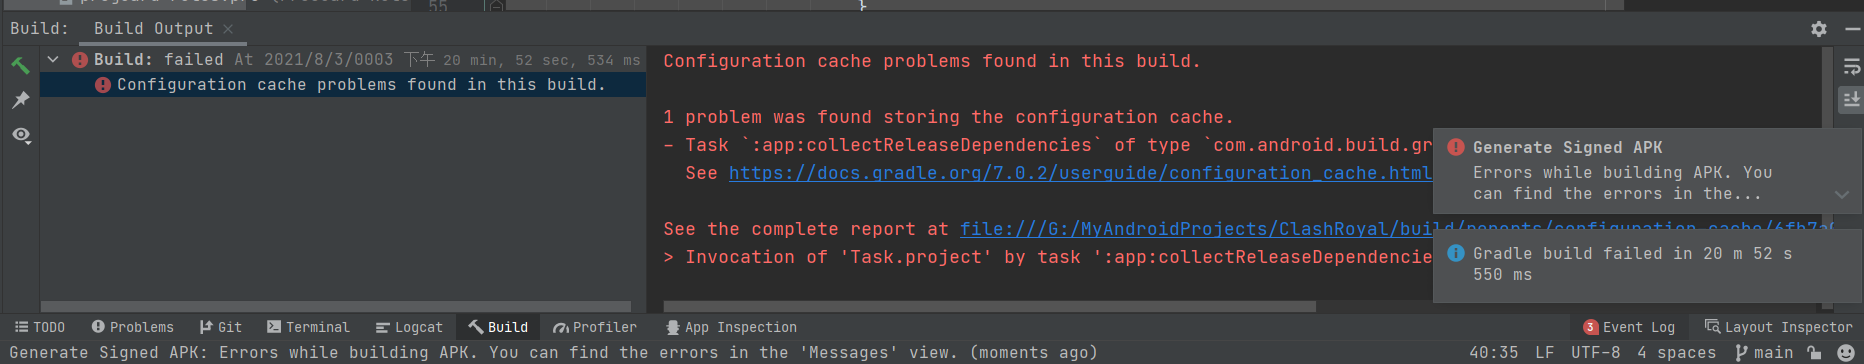 55
}
Build:
Build Output
Build: failed At 2021/8/3/0003 下午 20 min, 52 sec, 534 ms
Configuration cache problems found in this build.
Configuration cache problems found in this build.
1 problem was found storing the configuration cache.
- Task `:app:collectReleaseDependencies` of type `com.android.build.gr
See https://docs.gradle.org/7.0.2/userguide/configuration_cache.html
See the complete report at file:///G:/MyAndroidProjects/ClashRoyal/build/reports/configuration-cache/6fb7a
> Invocation of 'Task.project' by task ':app:collectReleaseDependencie
Generate Signed APK
Errors while building APK. You
can find the errors in the...
Gradle build failed in 20 m 52 s
550 ms
TODO
Problems
Git
Terminal
Logcat
Build
Profiler
App Inspection
3 Event Log
Layout Inspector
Generate Signed APK: Errors while building APK. You can find the errors in the 'Messages' view. (moments ago)
40:35
LF
UTF-8
4 spaces
main